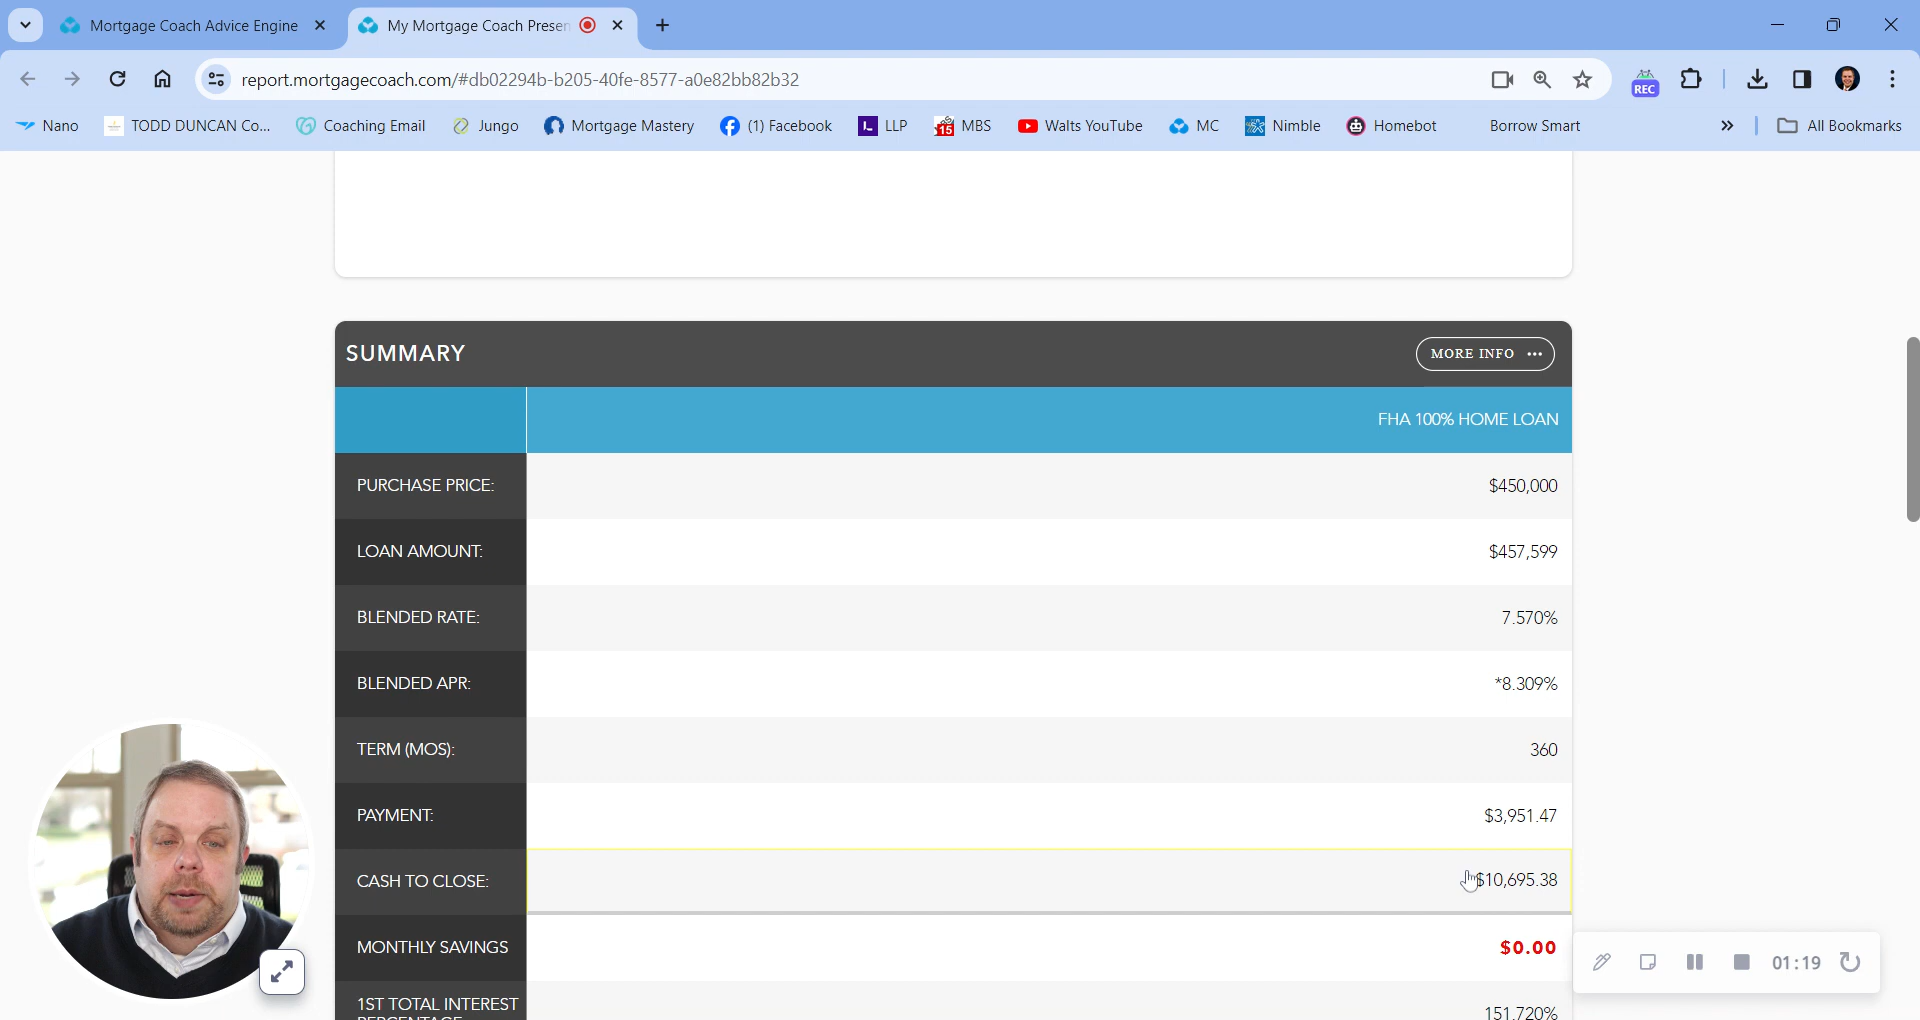 Mortgage Coach Advice Engine
My Mortgage Coach Presen
report.mortgagecoach.com/#db02294b-b205-40fe-8577-a0e82bb82b32
REC
Nano
TODD DUNCAN Co...
Coaching Email
Jungo
Mortgage Mastery
(1) Facebook
LLP
15
MBS
Walts YouTube
MC
Nimble
Homebot
Borrow Smart
All Bookmarks
SUMMARY
MORE INFO ...
FHA 100% HOME LOAN
PURCHASE PRICE: $450,000
LOAN AMOUNT: $457,599
BLENDED RATE: 7.570%
BLENDED APR: *8.309%
TERM (MOS): 360
PAYMENT: $3,951.47
CASH TO CLOSE: $10,695.38
MONTHLY SAVINGS $0.00
01:19
1ST TOTAL INTEREST
PERCENTAGE
151.720%